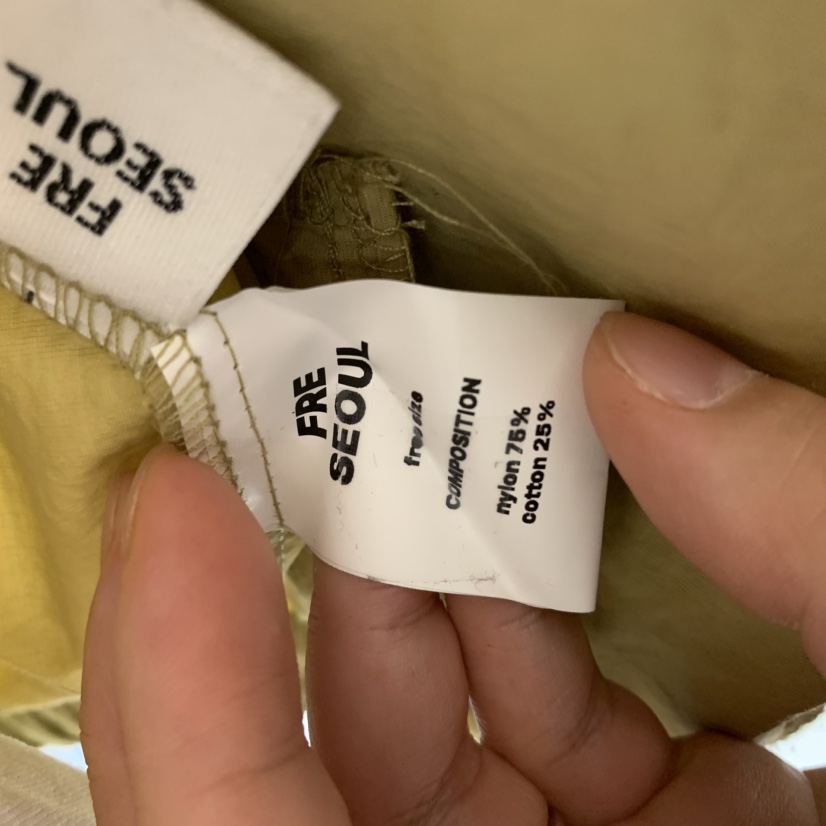 FRE
SEOUL
FRE
SEOUL
free size
COMPOSITION
nylon 75%
cotton 25%